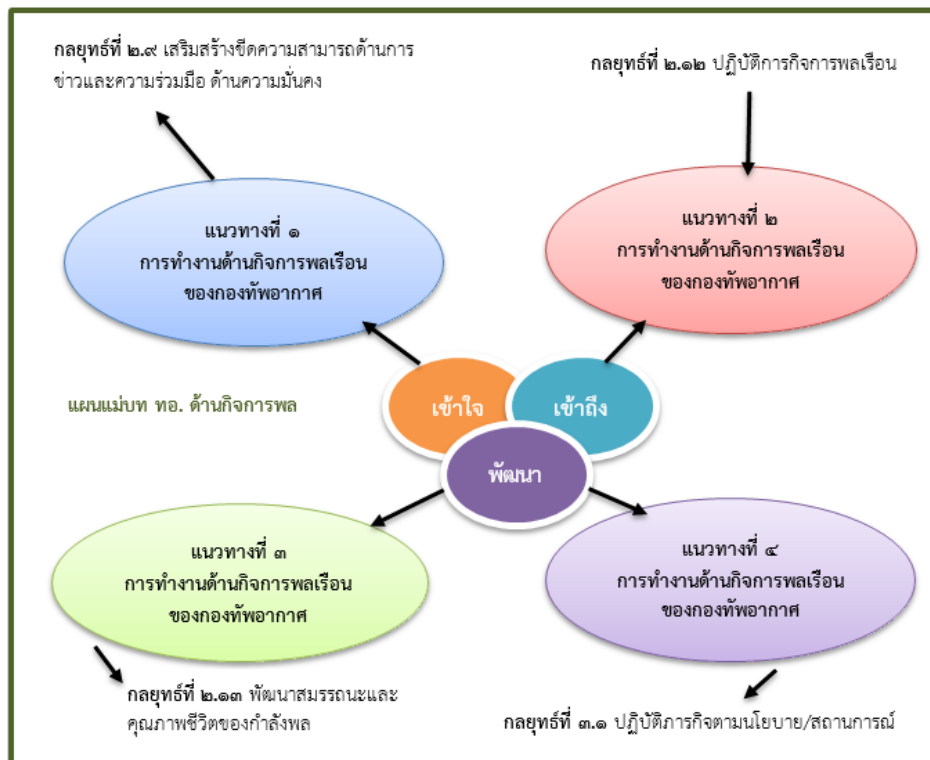 กลยุทธ์ที่ ๒.๙ เสริมสร้างขีดความสามารถด้านการ
ข่าวและความร่วมมือ ด้านความมั่นคง
กลยุทธ์ที่ ๒.๑๒ ปฏิบัติการกิจการพลเรือน
แนวทางที่ ๑
การทำงานด้านกิจการพลเรือน
ของกองทัพอากาศ
แนวทางที่ ๒
การทำงานด้านกิจการพลเรือน
ของกองทัพอากาศ
แผนแม่บท ทอ. ด้านกิจการพล
เข้าใจ
เข้าถึง
พัฒนา
แนวทางที่ ๓
การทำงานด้านกิจการพลเรือน
ของกองทัพอากาศ
แนวทางที่ ๔
การทำงานด้านกิจการพลเรือน
ของกองทัพอากาศ
กลยุทธ์ที่ ๒.๑๓ พัฒนาสมรรถนะและ
คุณภาพชีวิตของกำลังพล
กลยุทธ์ที่ ๓.๑ ปฏิบัติภารกิจตามนโยบาย/สถานการณ์